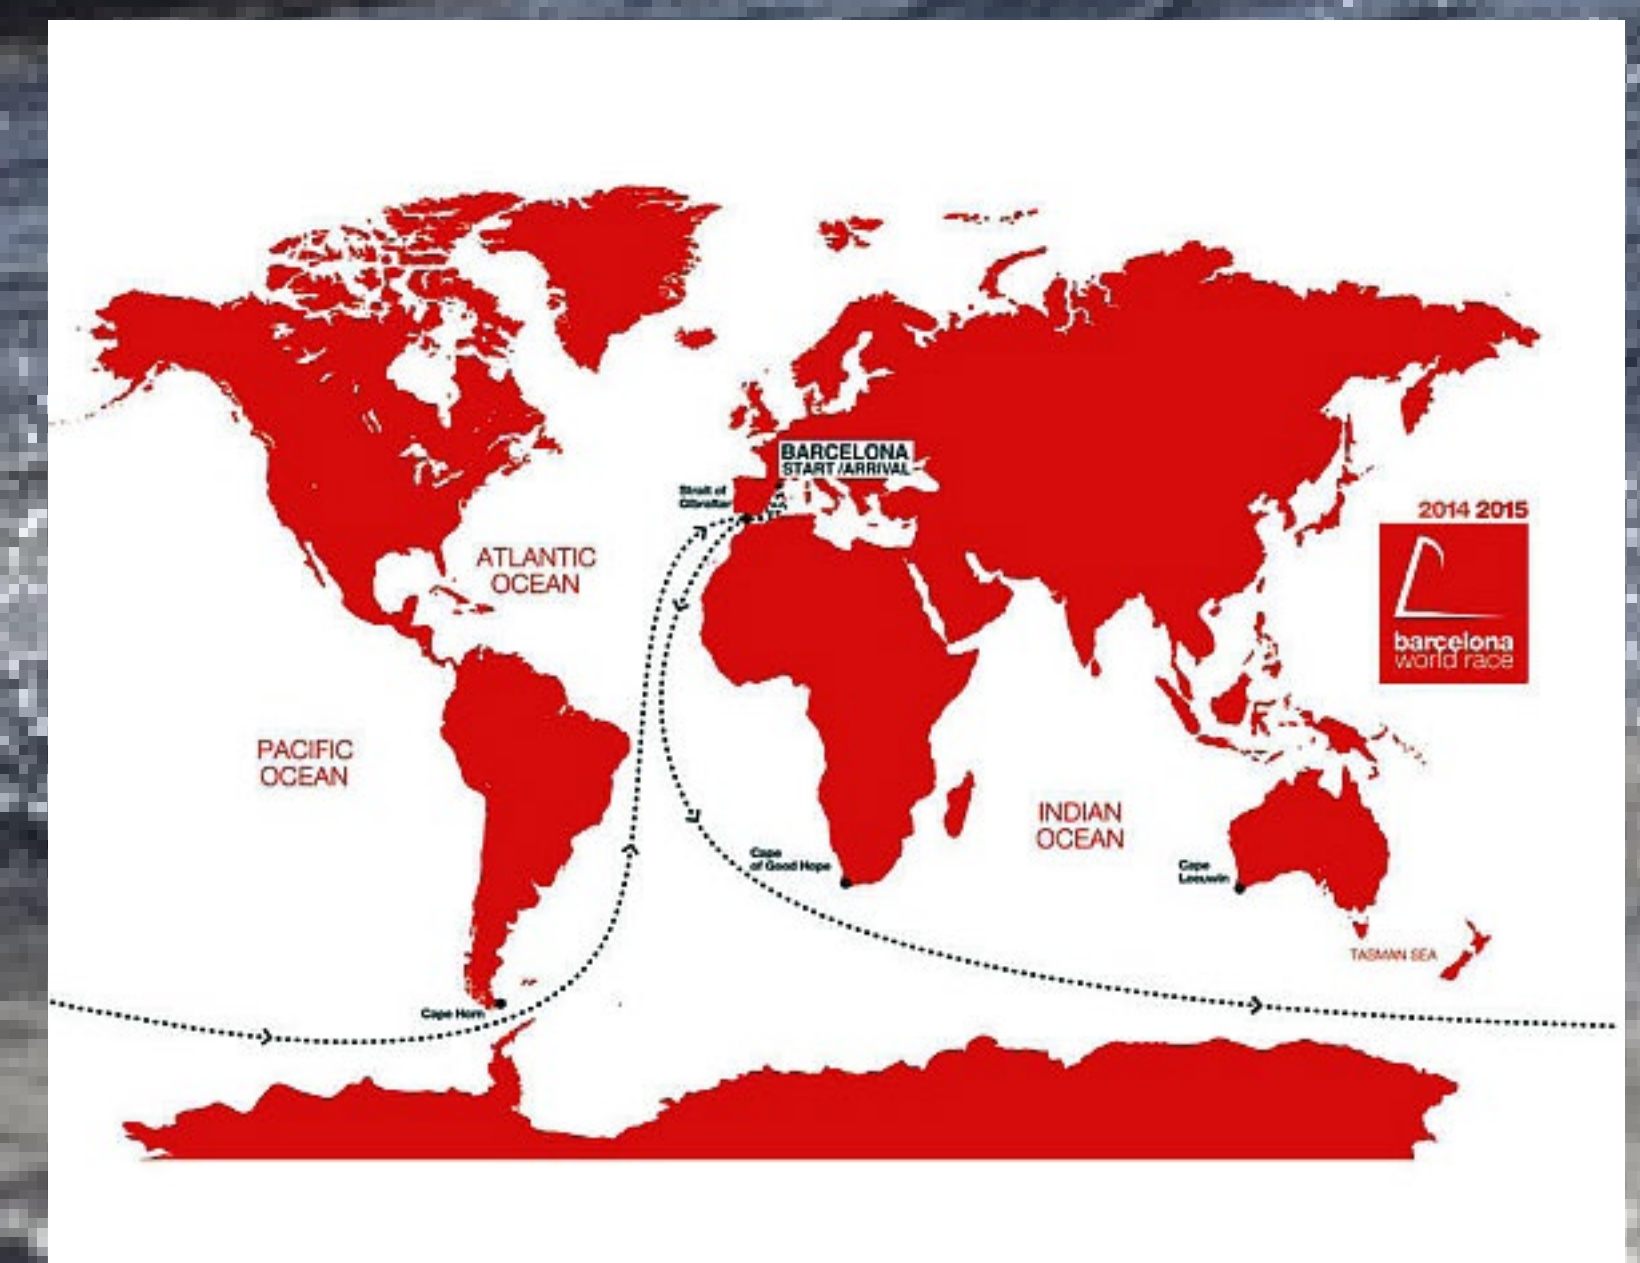 BARCELONA
START/ARRIVAL
Strait of
Gibraltar
2014 2015
ATLANTIC
OCEAN
barcelona
world race
PACIFIC
OCEAN
INDIAN
OCEAN
Cape
of Good Hope
Cape
Leeuwin
TASMAN SEA
Cape Horn